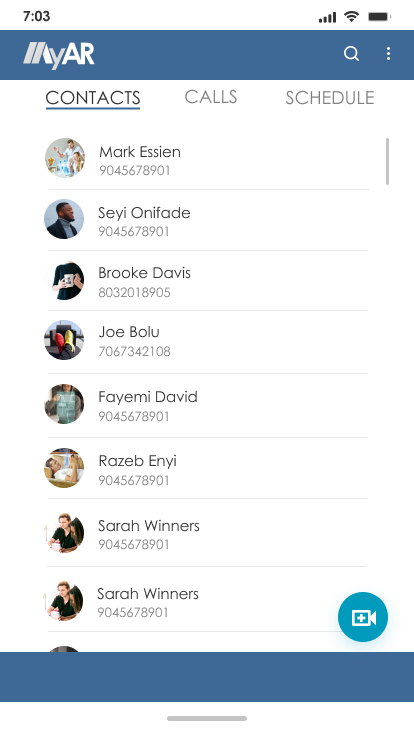 7:03
MyAR
CONTACTS CALLS SCHEDULE
Mark Essien
9045678901
Seyi Onifade
9045678901
Brooke Davis
8032018905
Joe Bolu
7067342108
Fayemi David
9045678901
Razeb Enyi
9045678901
Sarah Winners
9045678901
Sarah Winners
9045678901